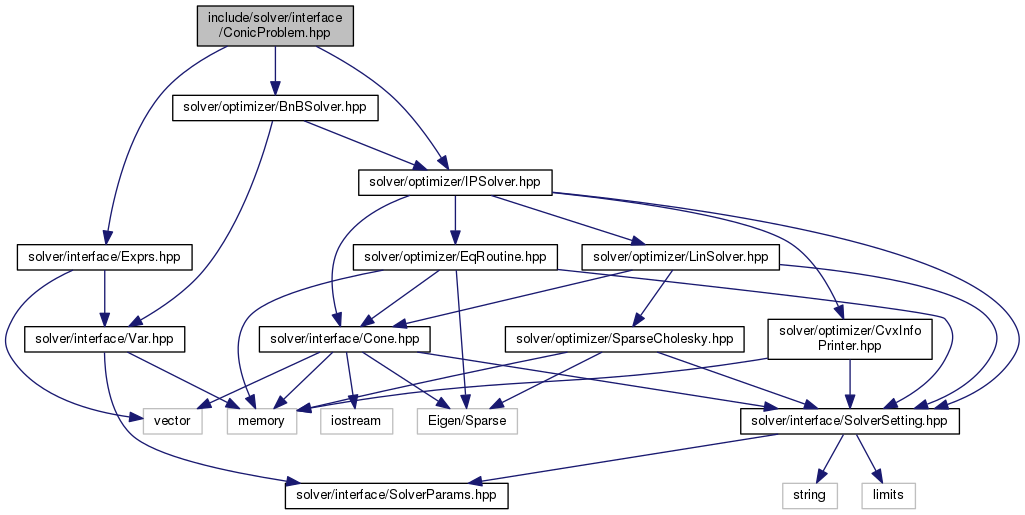 include/solver/interface
/ConicProblem.hpp
solver/optimizer/BnBSolver.hpp
solver/optimizer/IPSolver.hpp
solver/interface/Exprs.hpp
solver/optimizer/EqRoutine.hpp
solver/optimizer/LinSolver.hpp
solver/interface/Var.hpp
solver/interface/Cone.hpp
solver/optimizer/SparseCholesky.hpp
solver/optimizer/CvxInfo
Printer.hpp
vector
memory
iostream
Eigen/Sparse
solver/interface/SolverSetting.hpp
solver/interface/SolverParams.hpp
string
limits